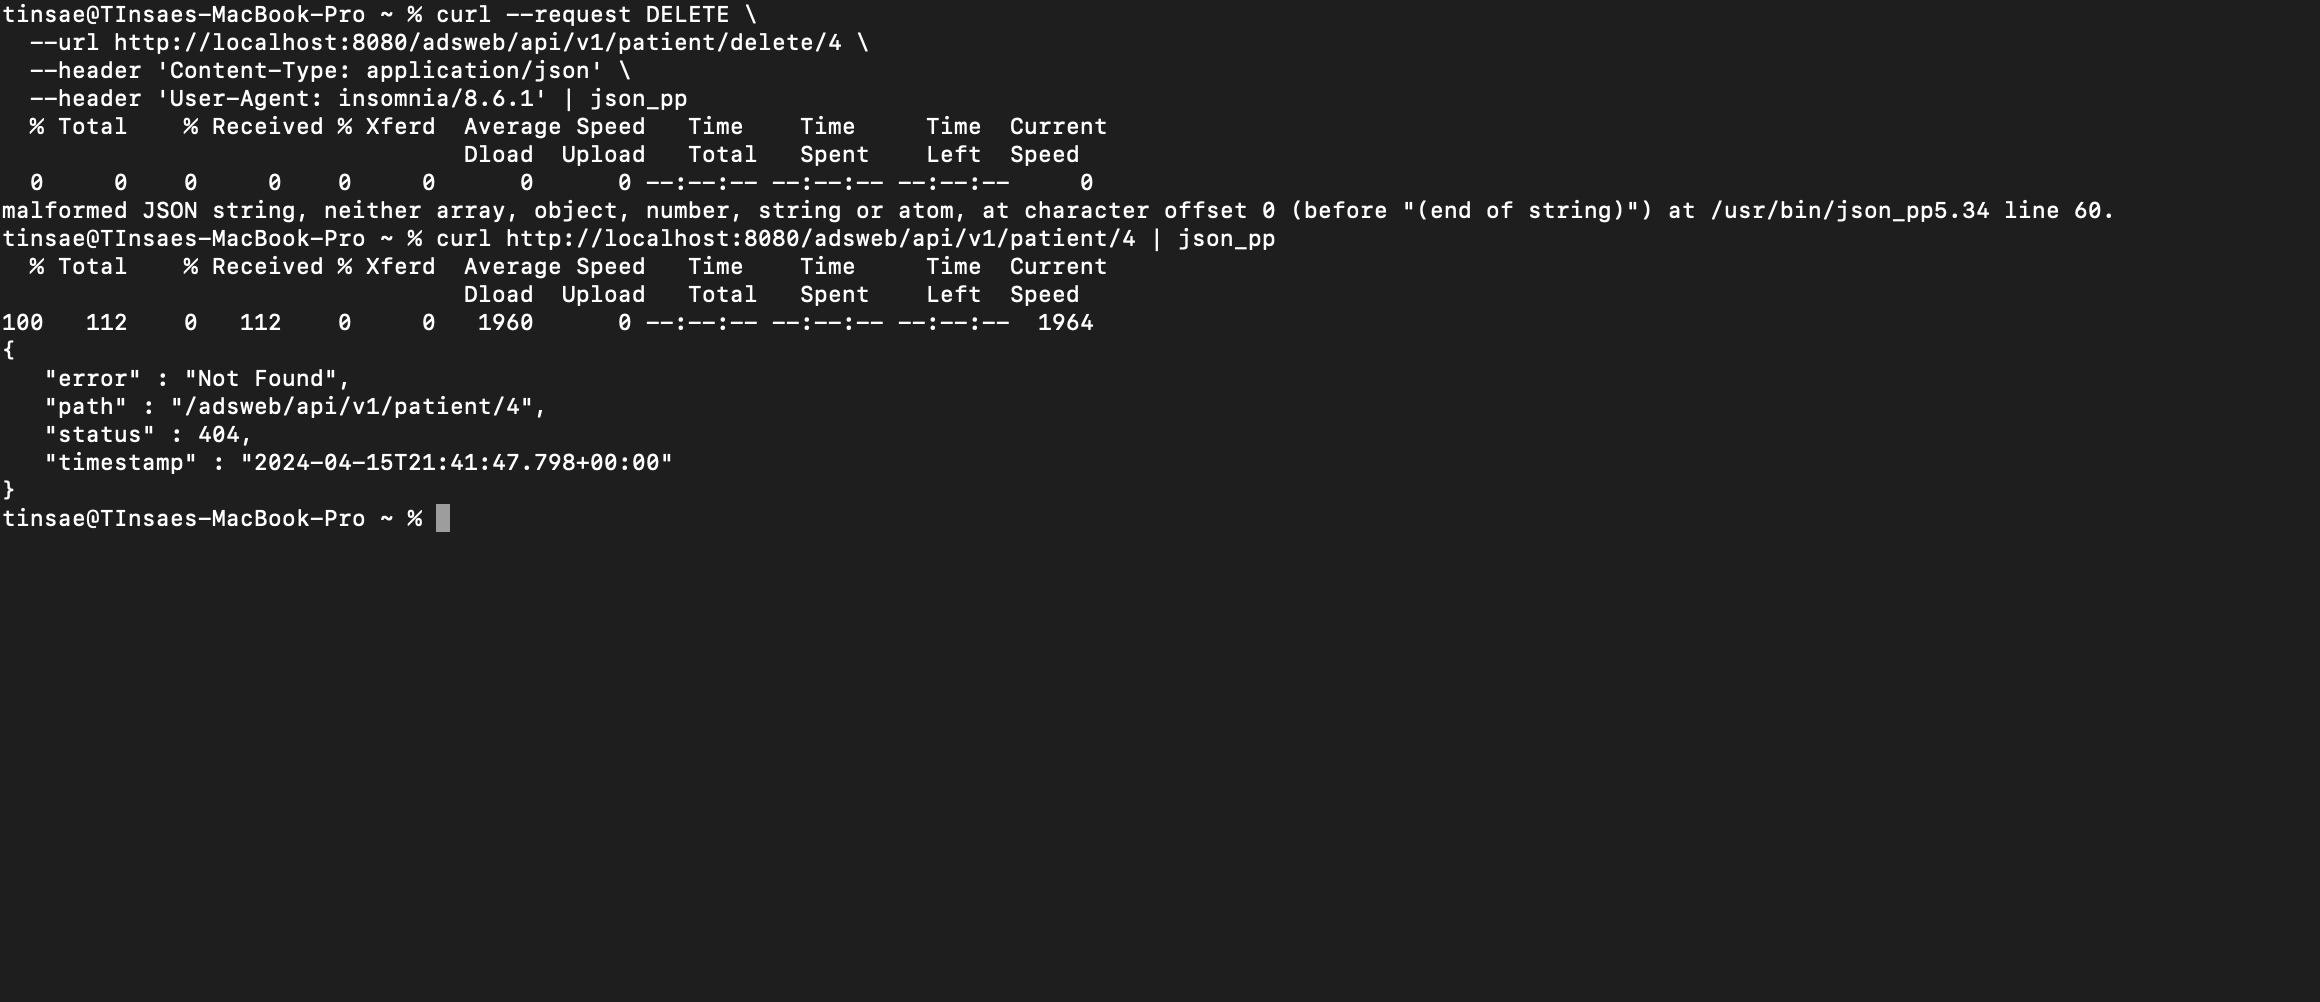 tinsae@TInsaes-MacBook-Pro ~ % curl --request DELETE \
  --url http://localhost:8080/adsweb/api/v1/patient/delete/4 \
  --header 'Content-Type: application/json' \
  --header 'User-Agent: insomnia/8.6.1' | json_pp
  % Total    % Received % Xferd  Average Speed   Time    Time     Time  Current
                                 Dload  Upload   Total   Spent    Left  Speed
  0     0    0     0    0     0      0      0 --:--:-- --:--:-- --:--:--     0
malformed JSON string, neither array, object, number, string or atom, at character offset 0 (before "(end of string)") at /usr/bin/json_pp5.34 line 60.
tinsae@TInsaes-MacBook-Pro ~ % curl http://localhost:8080/adsweb/api/v1/patient/4 | json_pp
  % Total    % Received % Xferd  Average Speed   Time    Time     Time  Current
                                 Dload  Upload   Total   Spent    Left  Speed
100   112    0   112    0     0   1960      0 --:--:-- --:--:-- --:--:--  1964
{
   "error" : "Not Found",
   "path" : "/adsweb/api/v1/patient/4",
   "status" : 404,
   "timestamp" : "2024-04-15T21:41:47.798+00:00"
}
tinsae@TInsaes-MacBook-Pro ~ %